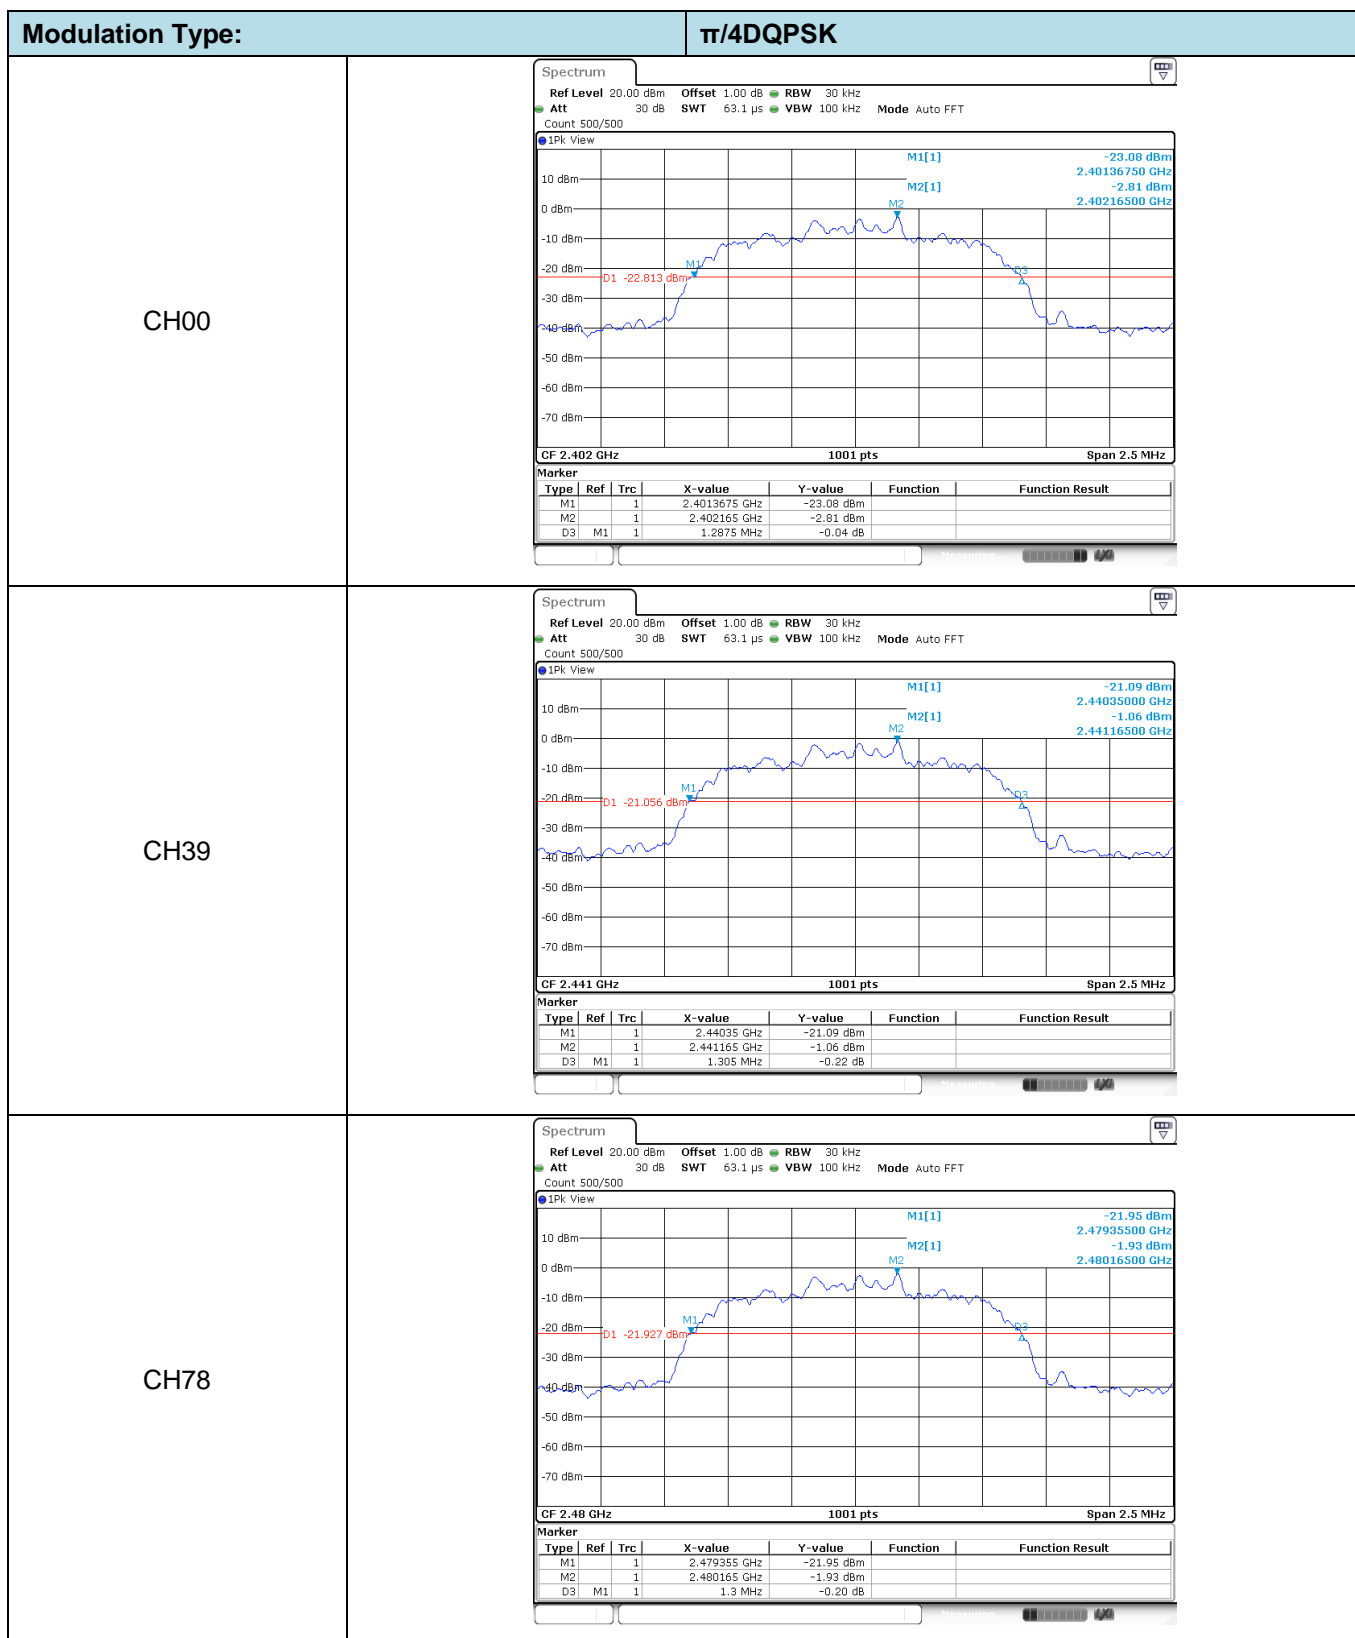 Modulation Type: π/4DQPSK
CH00
Spectrum
Ref Level 20.00 dBm Offset 1.00 dB RBW 30 kHz
Att 30 dB SWT 63.1 µs VBW 100 kHz Mode Auto FFT
Count 500/500
1Pk View
M1[1] -23.08 dBm
2.40136750 GHz
10 dBm
M2[1] -2.81 dBm
2.40216500 GHz
M2
0 dBm
-10 dBm
M1
-20 dBm
D3
D1 -22.813 dBm
-30 dBm
-40 dBm
-50 dBm
-60 dBm
-70 dBm
CF 2.402 GHz 1001 pts Span 2.5 MHz
Marker
Type Ref Trc X-value Y-value Function Function Result
M1 1 2.4013675 GHz -23.08 dBm
M2 1 2.402165 GHz -2.81 dBm
D3 M1 1 1.2875 MHz -0.04 dB
Measuring...
CH39
Spectrum
Ref Level 20.00 dBm Offset 1.00 dB RBW 30 kHz
Att 30 dB SWT 63.1 µs VBW 100 kHz Mode Auto FFT
Count 500/500
1Pk View
M1[1] -21.09 dBm
2.44035000 GHz
10 dBm
M2[1] -1.06 dBm
2.44116500 GHz
M2
0 dBm
-10 dBm
M1
-20 dBm
D3
D1 -21.056 dBm
-30 dBm
-40 dBm
-50 dBm
-60 dBm
-70 dBm
CF 2.441 GHz 1001 pts Span 2.5 MHz
Marker
Type Ref Trc X-value Y-value Function Function Result
M1 1 2.44035 GHz -21.09 dBm
M2 1 2.441165 GHz -1.06 dBm
D3 M1 1 1.305 MHz -0.22 dB
Measuring...
CH78
Spectrum
Ref Level 20.00 dBm Offset 1.00 dB RBW 30 kHz
Att 30 dB SWT 63.1 µs VBW 100 kHz Mode Auto FFT
Count 500/500
1Pk View
M1[1] -21.95 dBm
2.47935500 GHz
10 dBm
M2[1] -1.93 dBm
2.48016500 GHz
M2
0 dBm
-10 dBm
M1
-20 dBm
D3
D1 -21.927 dBm
-30 dBm
-40 dBm
-50 dBm
-60 dBm
-70 dBm
CF 2.48 GHz 1001 pts Span 2.5 MHz
Marker
Type Ref Trc X-value Y-value Function Function Result
M1 1 2.479355 GHz -21.95 dBm
M2 1 2.480165 GHz -1.93 dBm
D3 M1 1 1.3 MHz -0.20 dB
Measuring...